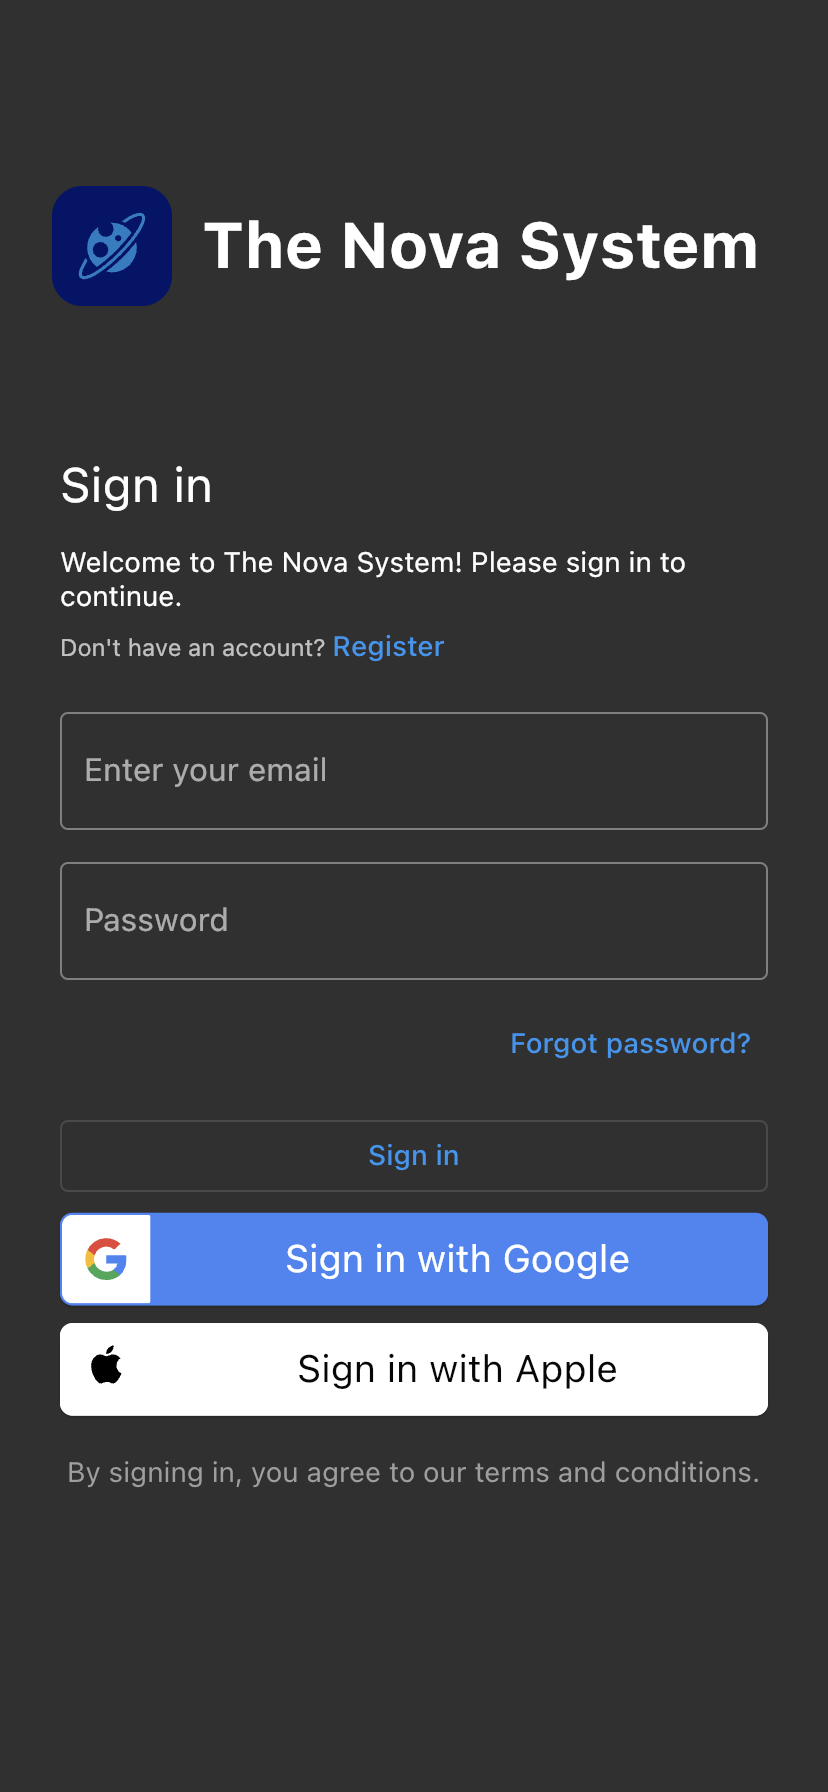 The Nova System
Sign in
Welcome to The Nova System! Please sign in to
continue.
Don't have an account? Register
Enter your email
Password
Forgot password?
Sign in
Sign in with Google
Sign in with Apple
By signing in, you agree to our terms and conditions.